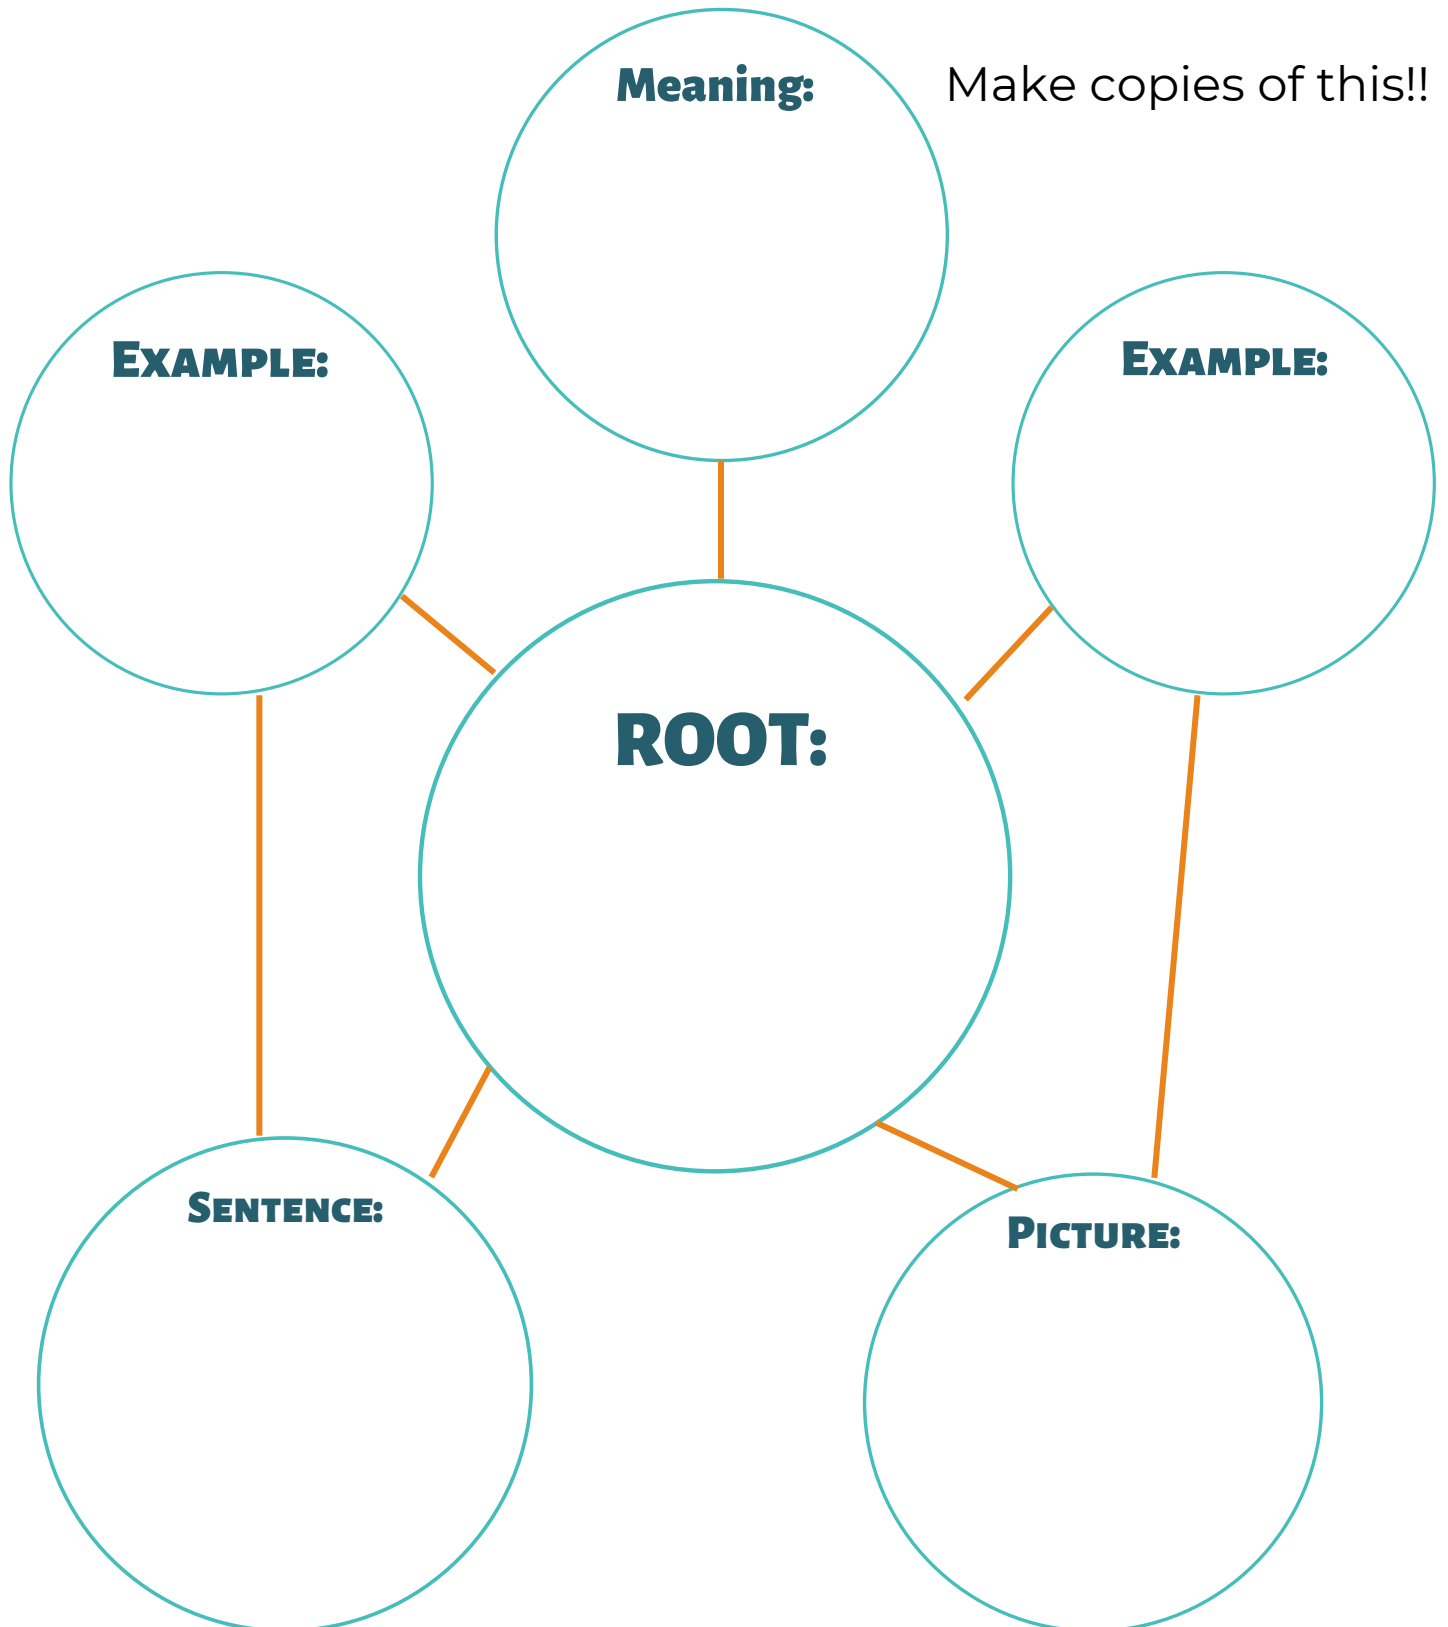 Meaning:
Make copies of this!!
EXAMPLE:
EXAMPLE:
ROOT:
SENTENCE:
PICTURE: